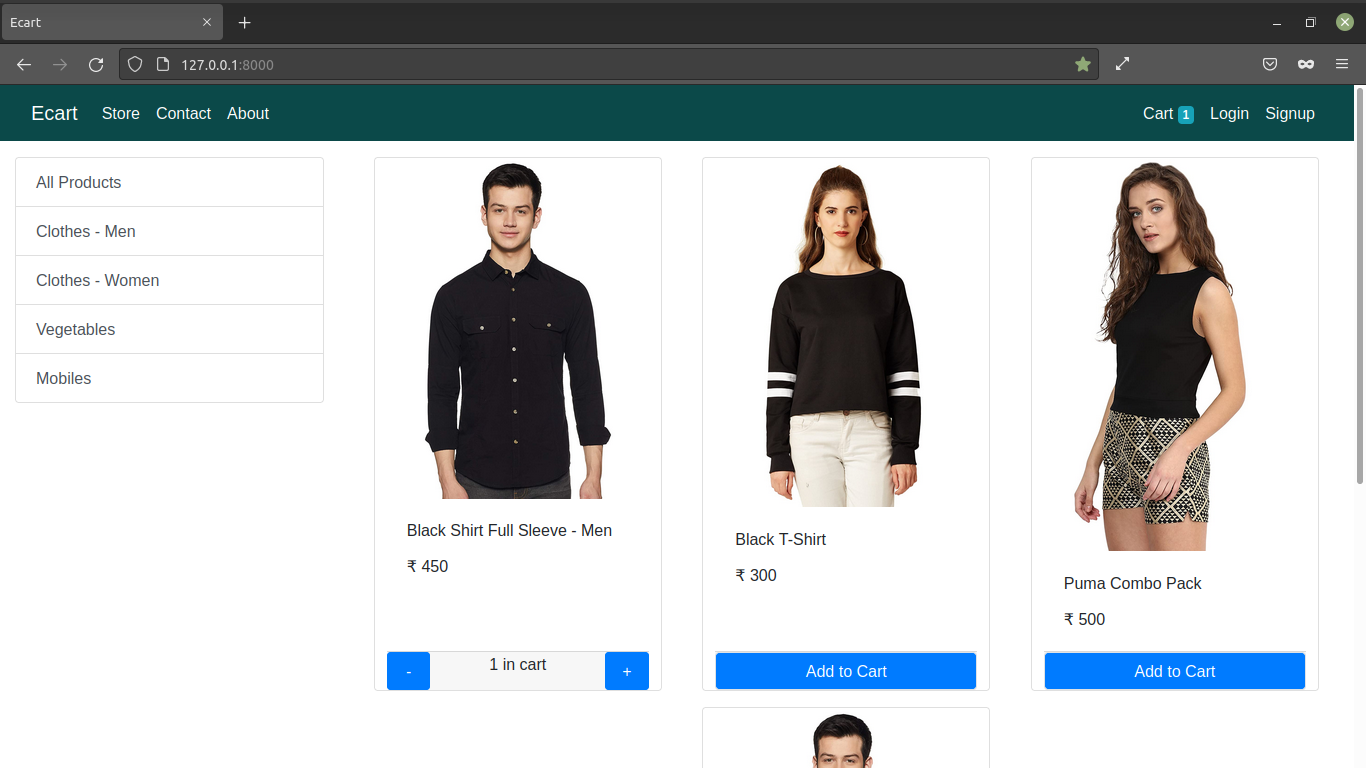 Ecart
127.0.0.1:8000
Ecart Store Contact About Cart 1 Login Signup
All Products
Clothes - Men
Clothes - Women
Vegetables
Mobiles
Black Shirt Full Sleeve - Men
₹ 450
- 1 in cart +
Black T-Shirt
₹ 300
Add to Cart
Puma Combo Pack
₹ 500
Add to Cart